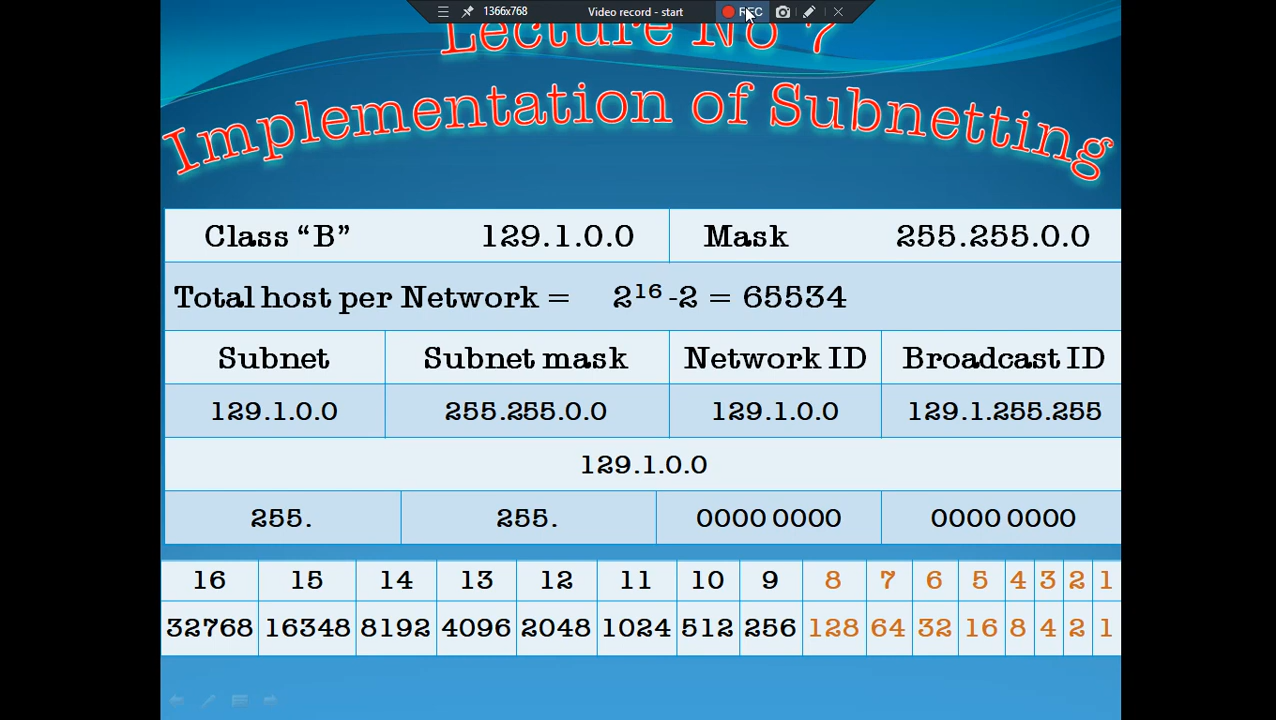 1366x768 Video record - start REC
Lecture No 7
Implementation of Subnetting
Class “B” 129.1.0.0 Mask 255.255.0.0
Total host per Network = 2¹⁶ -2 = 65534
Subnet Subnet mask Network ID Broadcast ID
129.1.0.0 255.255.0.0 129.1.0.0 129.1.255.255
129.1.0.0
255. 255. 0000 0000 0000 0000
16 15 14 13 12 11 10 9 8 7 6 5 4 3 2 1
32768 16348 8192 4096 2048 1024 512 256 128 64 32 16 8 4 2 1